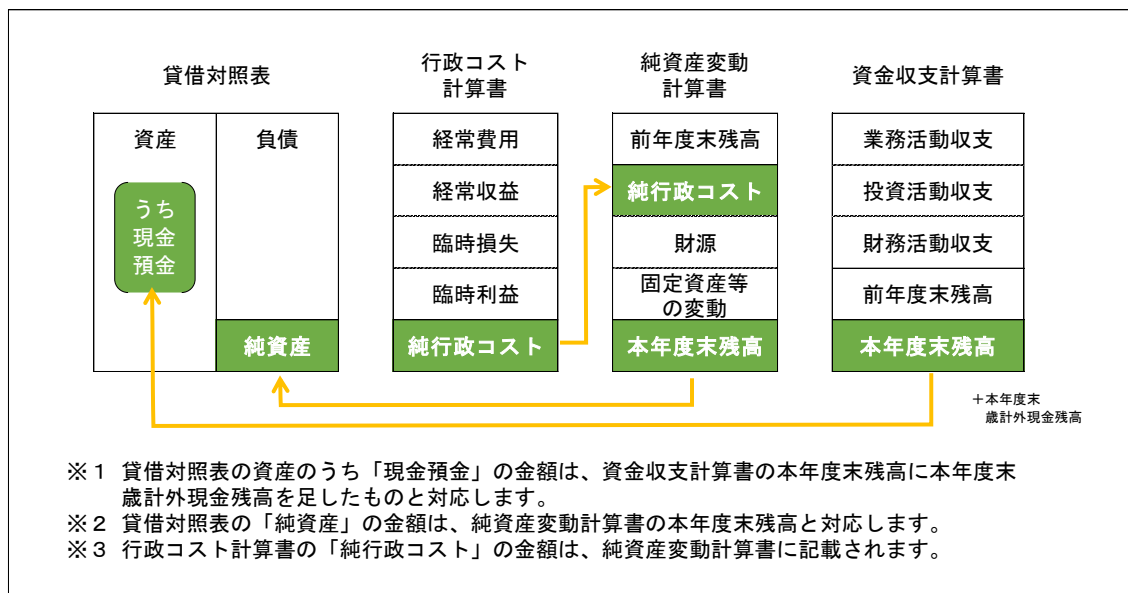 貸借対照表
資産
負債
うち
現金
預金
純資産
行政コスト
計算書
経常費用
経常収益
臨時損失
臨時利益
純行政コスト
純資産変動
計算書
前年度末残高
純行政コスト
財源
固定資産等
の変動
本年度末残高
資金収支計算書
業務活動収支
投資活動収支
財務活動収支
前年度末残高
本年度末残高
＋本年度末
歳計外現金残高
※１ 貸借対照表の資産のうち「現金預金」の金額は、資金収支計算書の本年度末残高に本年度末
歳計外現金残高を足したものと対応します。
※２ 貸借対照表の「純資産」の金額は、純資産変動計算書の本年度末残高と対応します。
※３ 行政コスト計算書の「純行政コスト」の金額は、純資産変動計算書に記載されます。